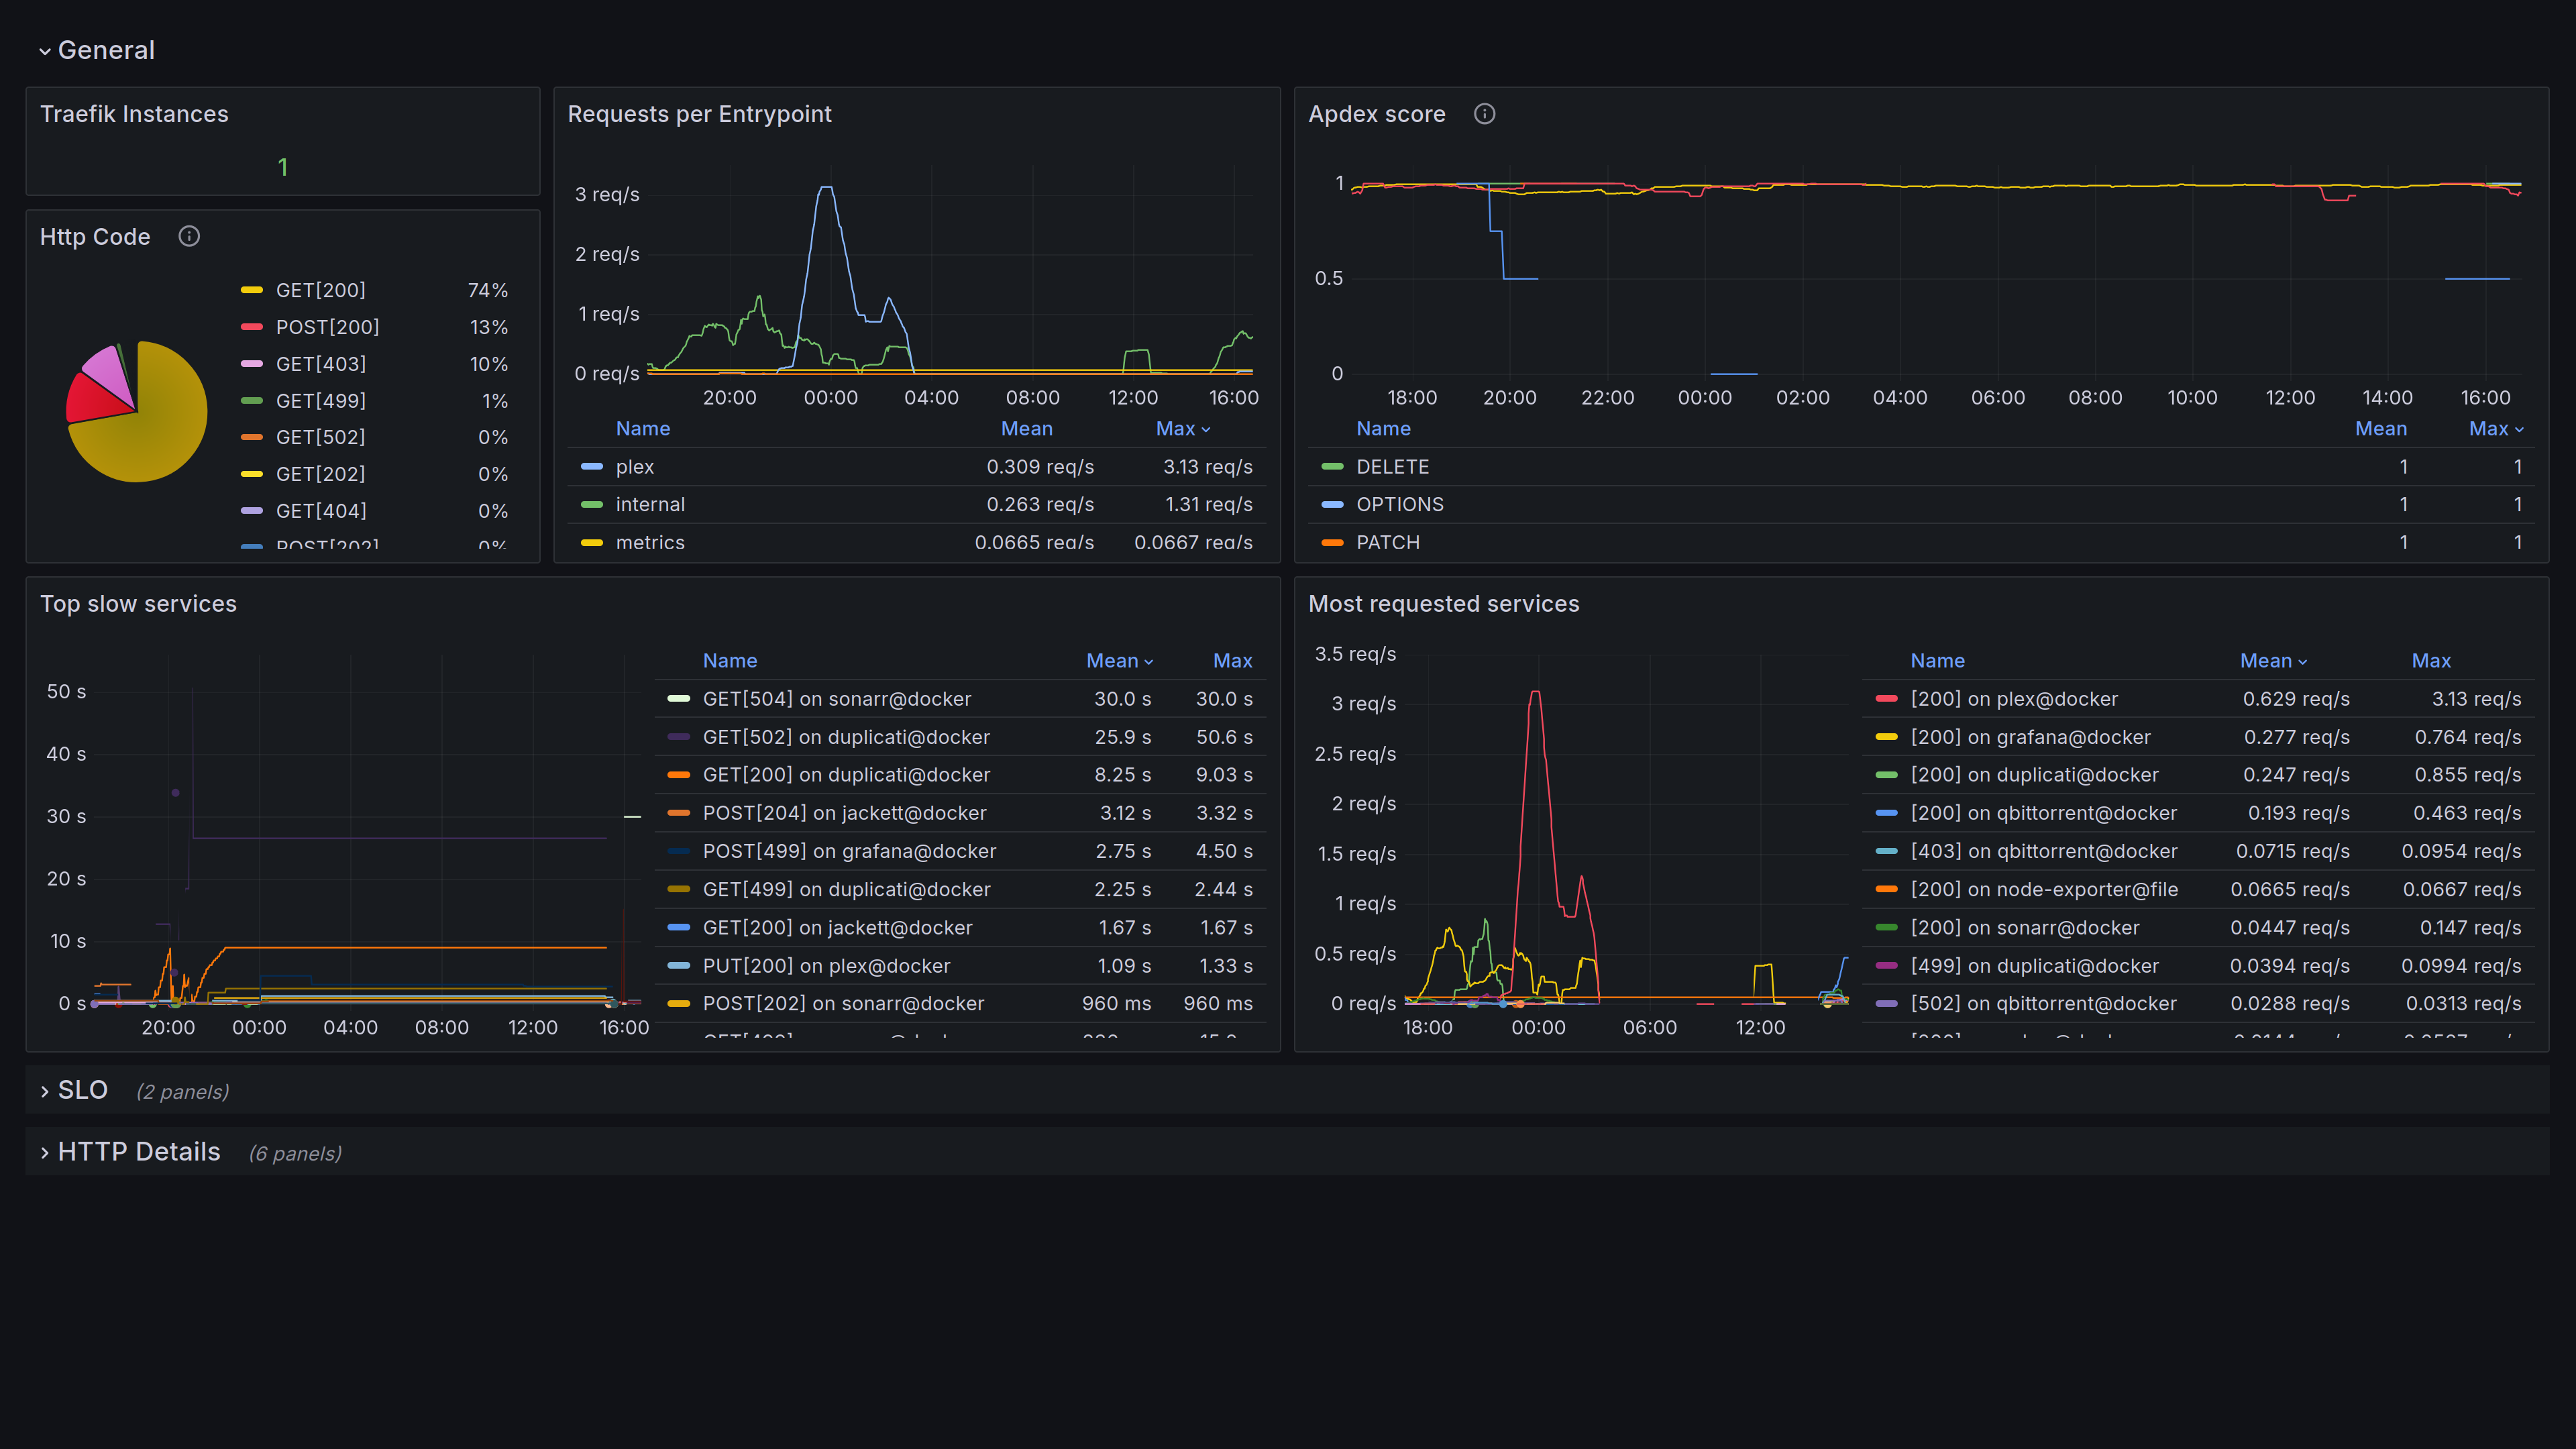 General
Traefik Instances
1
Http Code
GET[200] 74%
POST[200] 13%
GET[403] 10%
GET[499] 1%
GET[502] 0%
GET[202] 0%
GET[404] 0%
POST[202] 0%
Requests per Entrypoint
3 req/s
2 req/s
1 req/s
0 req/s
20:00 00:00 04:00 08:00 12:00 16:00
Name Mean Max
plex 0.309 req/s 3.13 req/s
internal 0.263 req/s 1.31 req/s
metrics 0.0665 req/s 0.0667 req/s
Apdex score
1
0.5
0
18:00 20:00 22:00 00:00 02:00 04:00 06:00 08:00 10:00 12:00 14:00 16:00
Name Mean Max
DELETE 1 1
OPTIONS 1 1
PATCH 1 1
Top slow services
50 s
40 s
30 s
20 s
10 s
0 s
20:00 00:00 04:00 08:00 12:00 16:00
Name Mean Max
GET[504] on sonarr@docker 30.0 s 30.0 s
GET[502] on duplicati@docker 25.9 s 50.6 s
GET[200] on duplicati@docker 8.25 s 9.03 s
POST[204] on jackett@docker 3.12 s 3.32 s
POST[499] on grafana@docker 2.75 s 4.50 s
GET[499] on duplicati@docker 2.25 s 2.44 s
GET[200] on jackett@docker 1.67 s 1.67 s
PUT[200] on plex@docker 1.09 s 1.33 s
POST[202] on sonarr@docker 960 ms 960 ms
Most requested services
3.5 req/s
3 req/s
2.5 req/s
2 req/s
1.5 req/s
1 req/s
0.5 req/s
0 req/s
18:00 00:00 06:00 12:00
Name Mean Max
[200] on plex@docker 0.629 req/s 3.13 req/s
[200] on grafana@docker 0.277 req/s 0.764 req/s
[200] on duplicati@docker 0.247 req/s 0.855 req/s
[200] on qbittorrent@docker 0.193 req/s 0.463 req/s
[403] on qbittorrent@docker 0.0715 req/s 0.0954 req/s
[200] on node-exporter@file 0.0665 req/s 0.0667 req/s
[200] on sonarr@docker 0.0447 req/s 0.147 req/s
[499] on duplicati@docker 0.0394 req/s 0.0994 req/s
[502] on qbittorrent@docker 0.0288 req/s 0.0313 req/s
SLO (2 panels)
HTTP Details (6 panels)